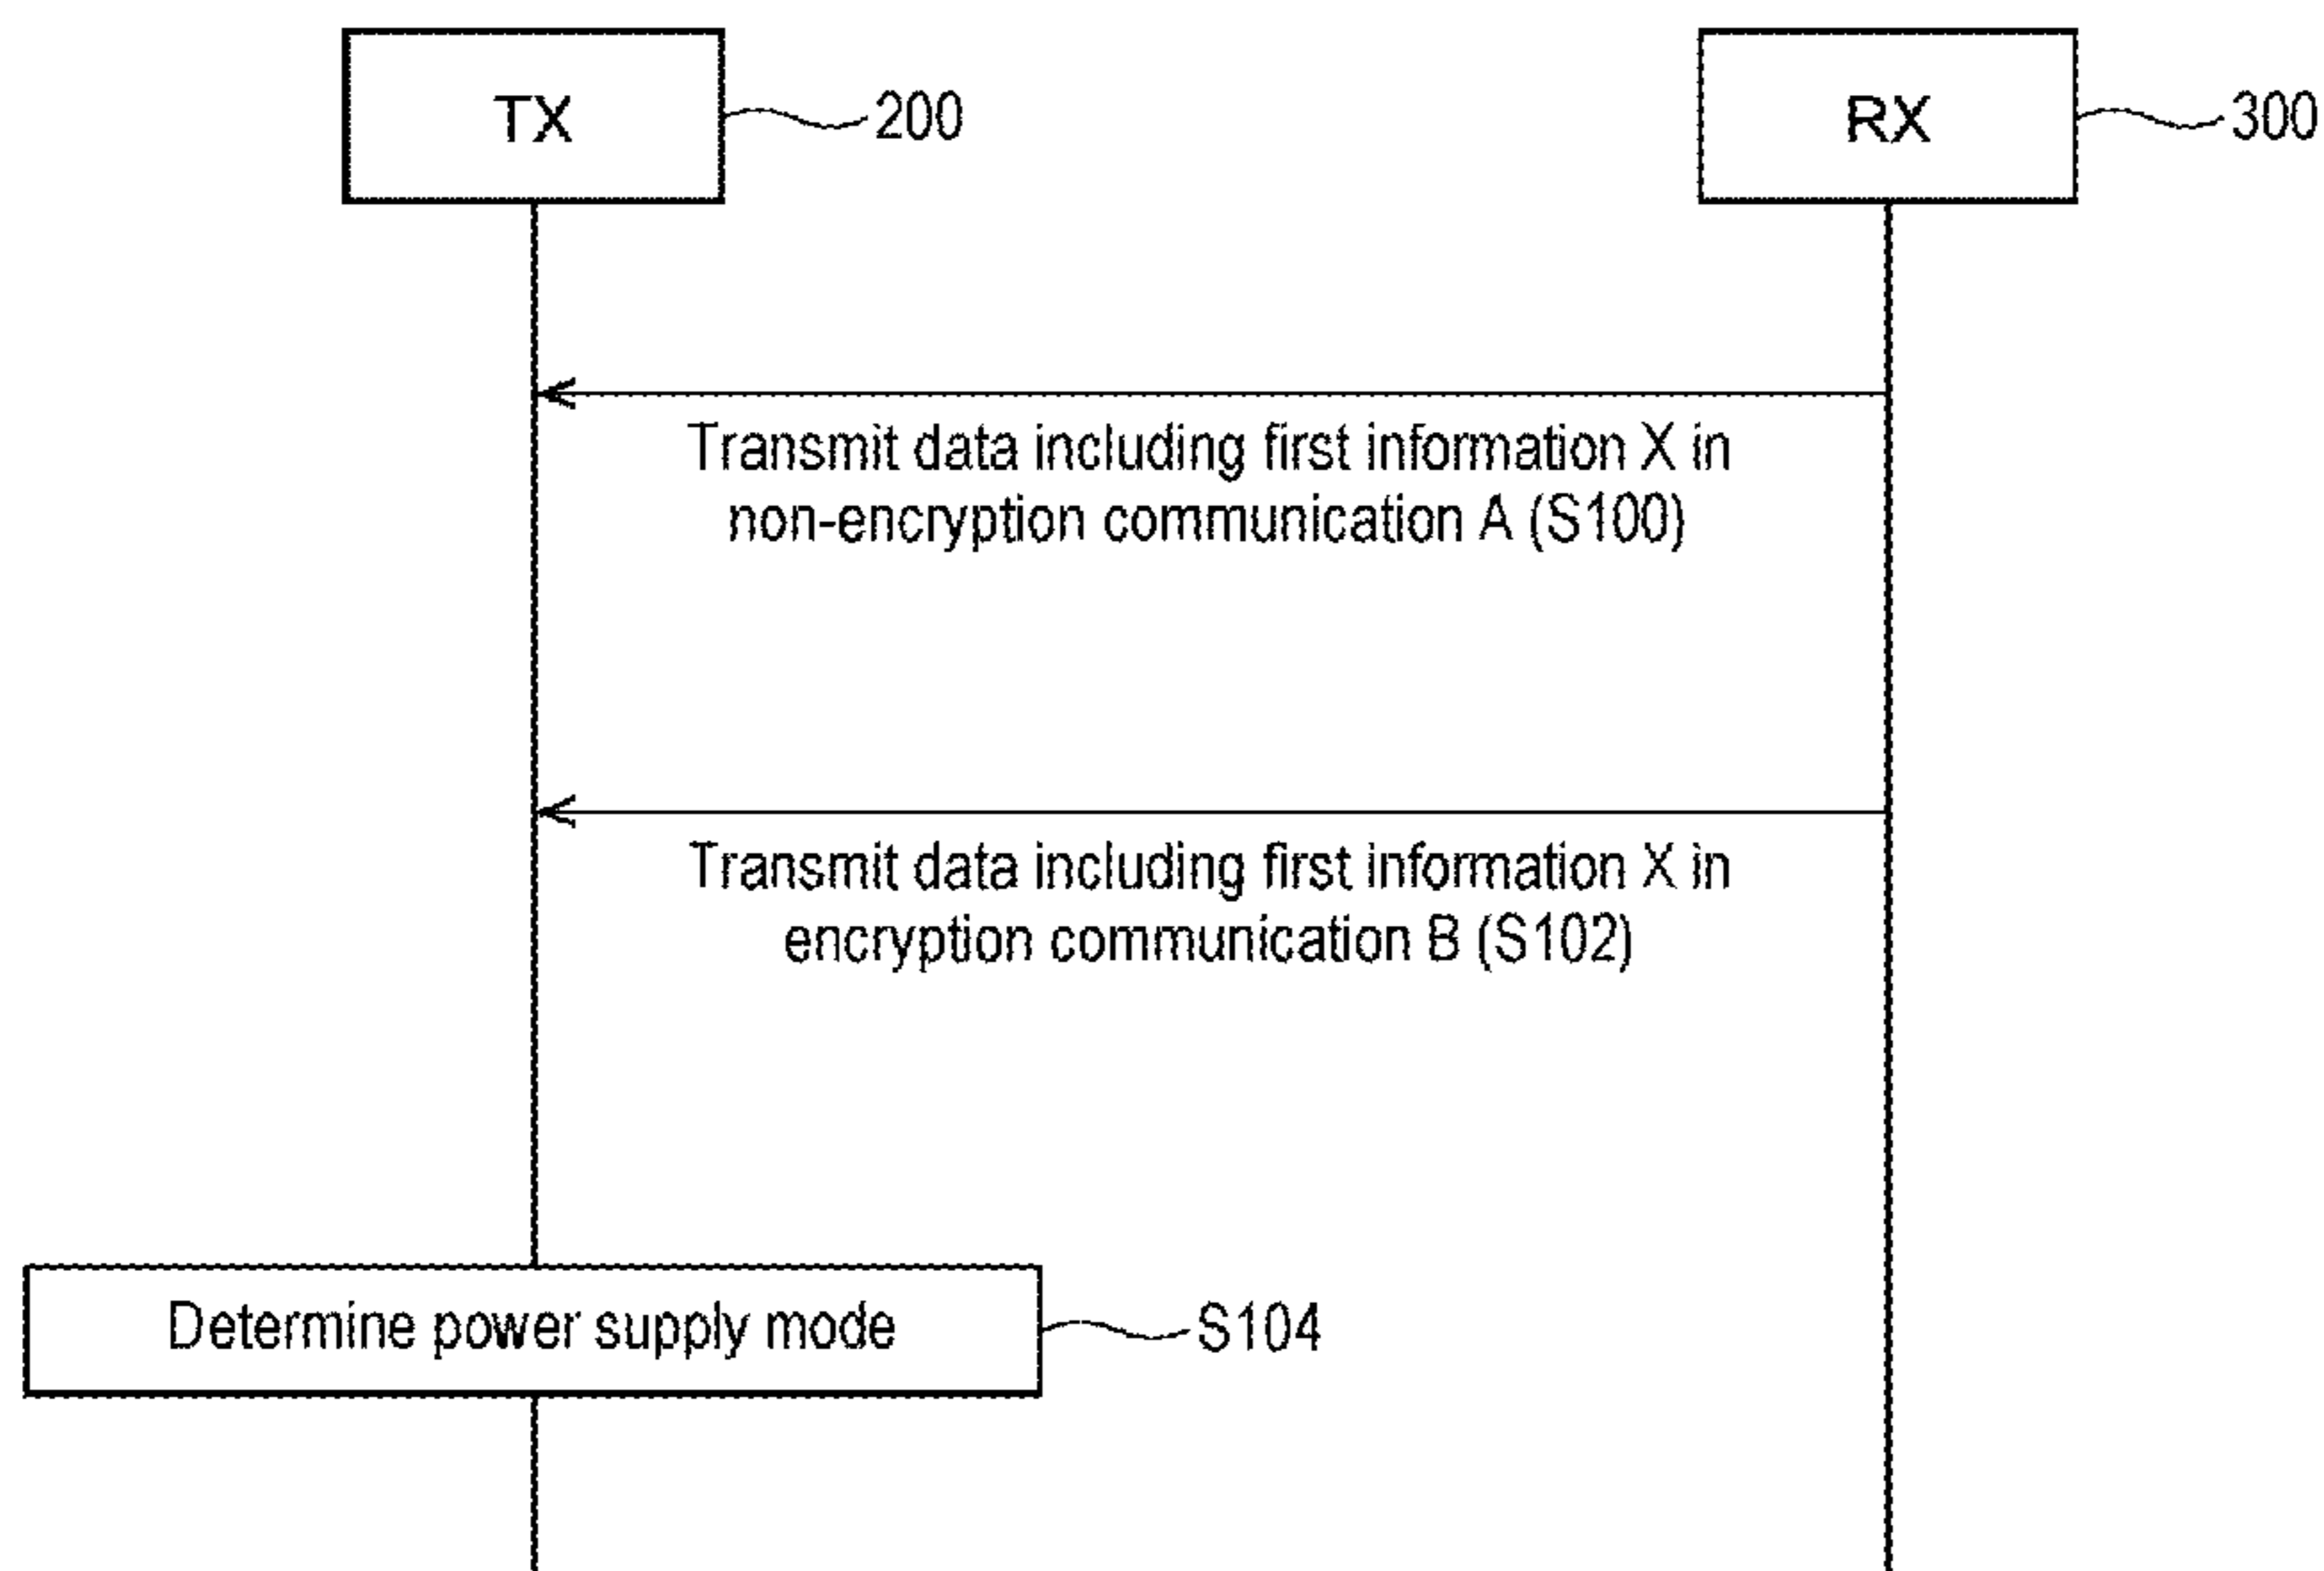 TX
200
RX
300
Transmit data including first information X in
non-encryption communication A (S100)
Transmit data including first information X in
encryption communication B (S102)
Determine power supply mode
S104